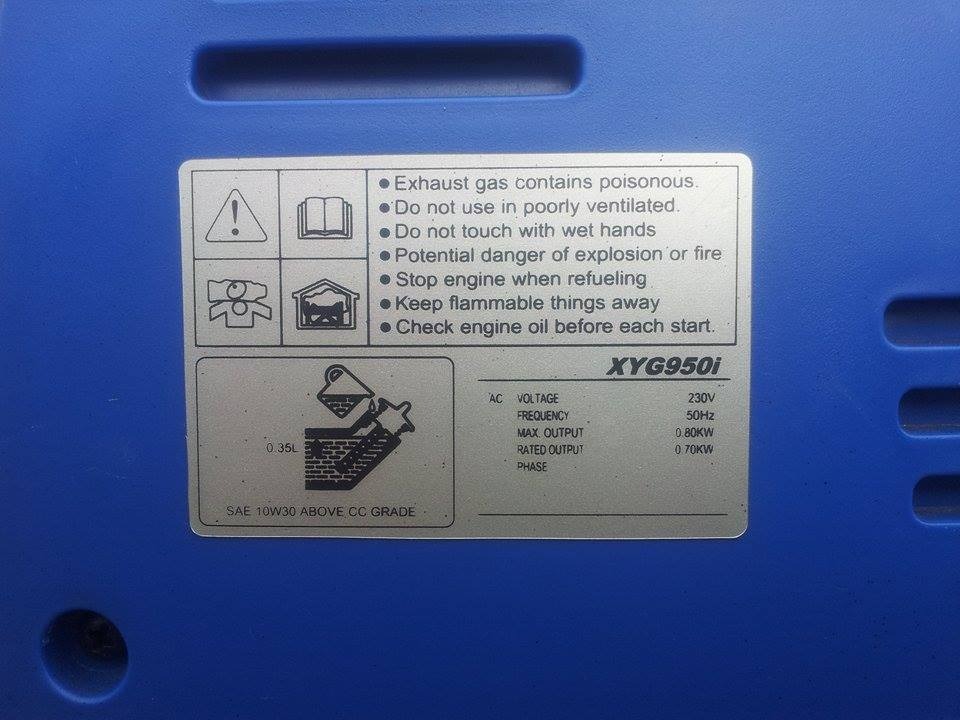 ● Exhaust gas contains poisonous.
● Do not use in poorly ventilated.
● Do not touch with wet hands
● Potential danger of explosion or fire
● Stop engine when refueling
● Keep flammable things away
● Check engine oil before each start.
0.35L
SAE 10W30 ABOVE CC GRADE
XYG950i
AC VOLTAGE 230V
FREQUENCY 50Hz
MAX. OUTPUT 0.80KW
RATED OUTPUT 0.70KW
PHASE